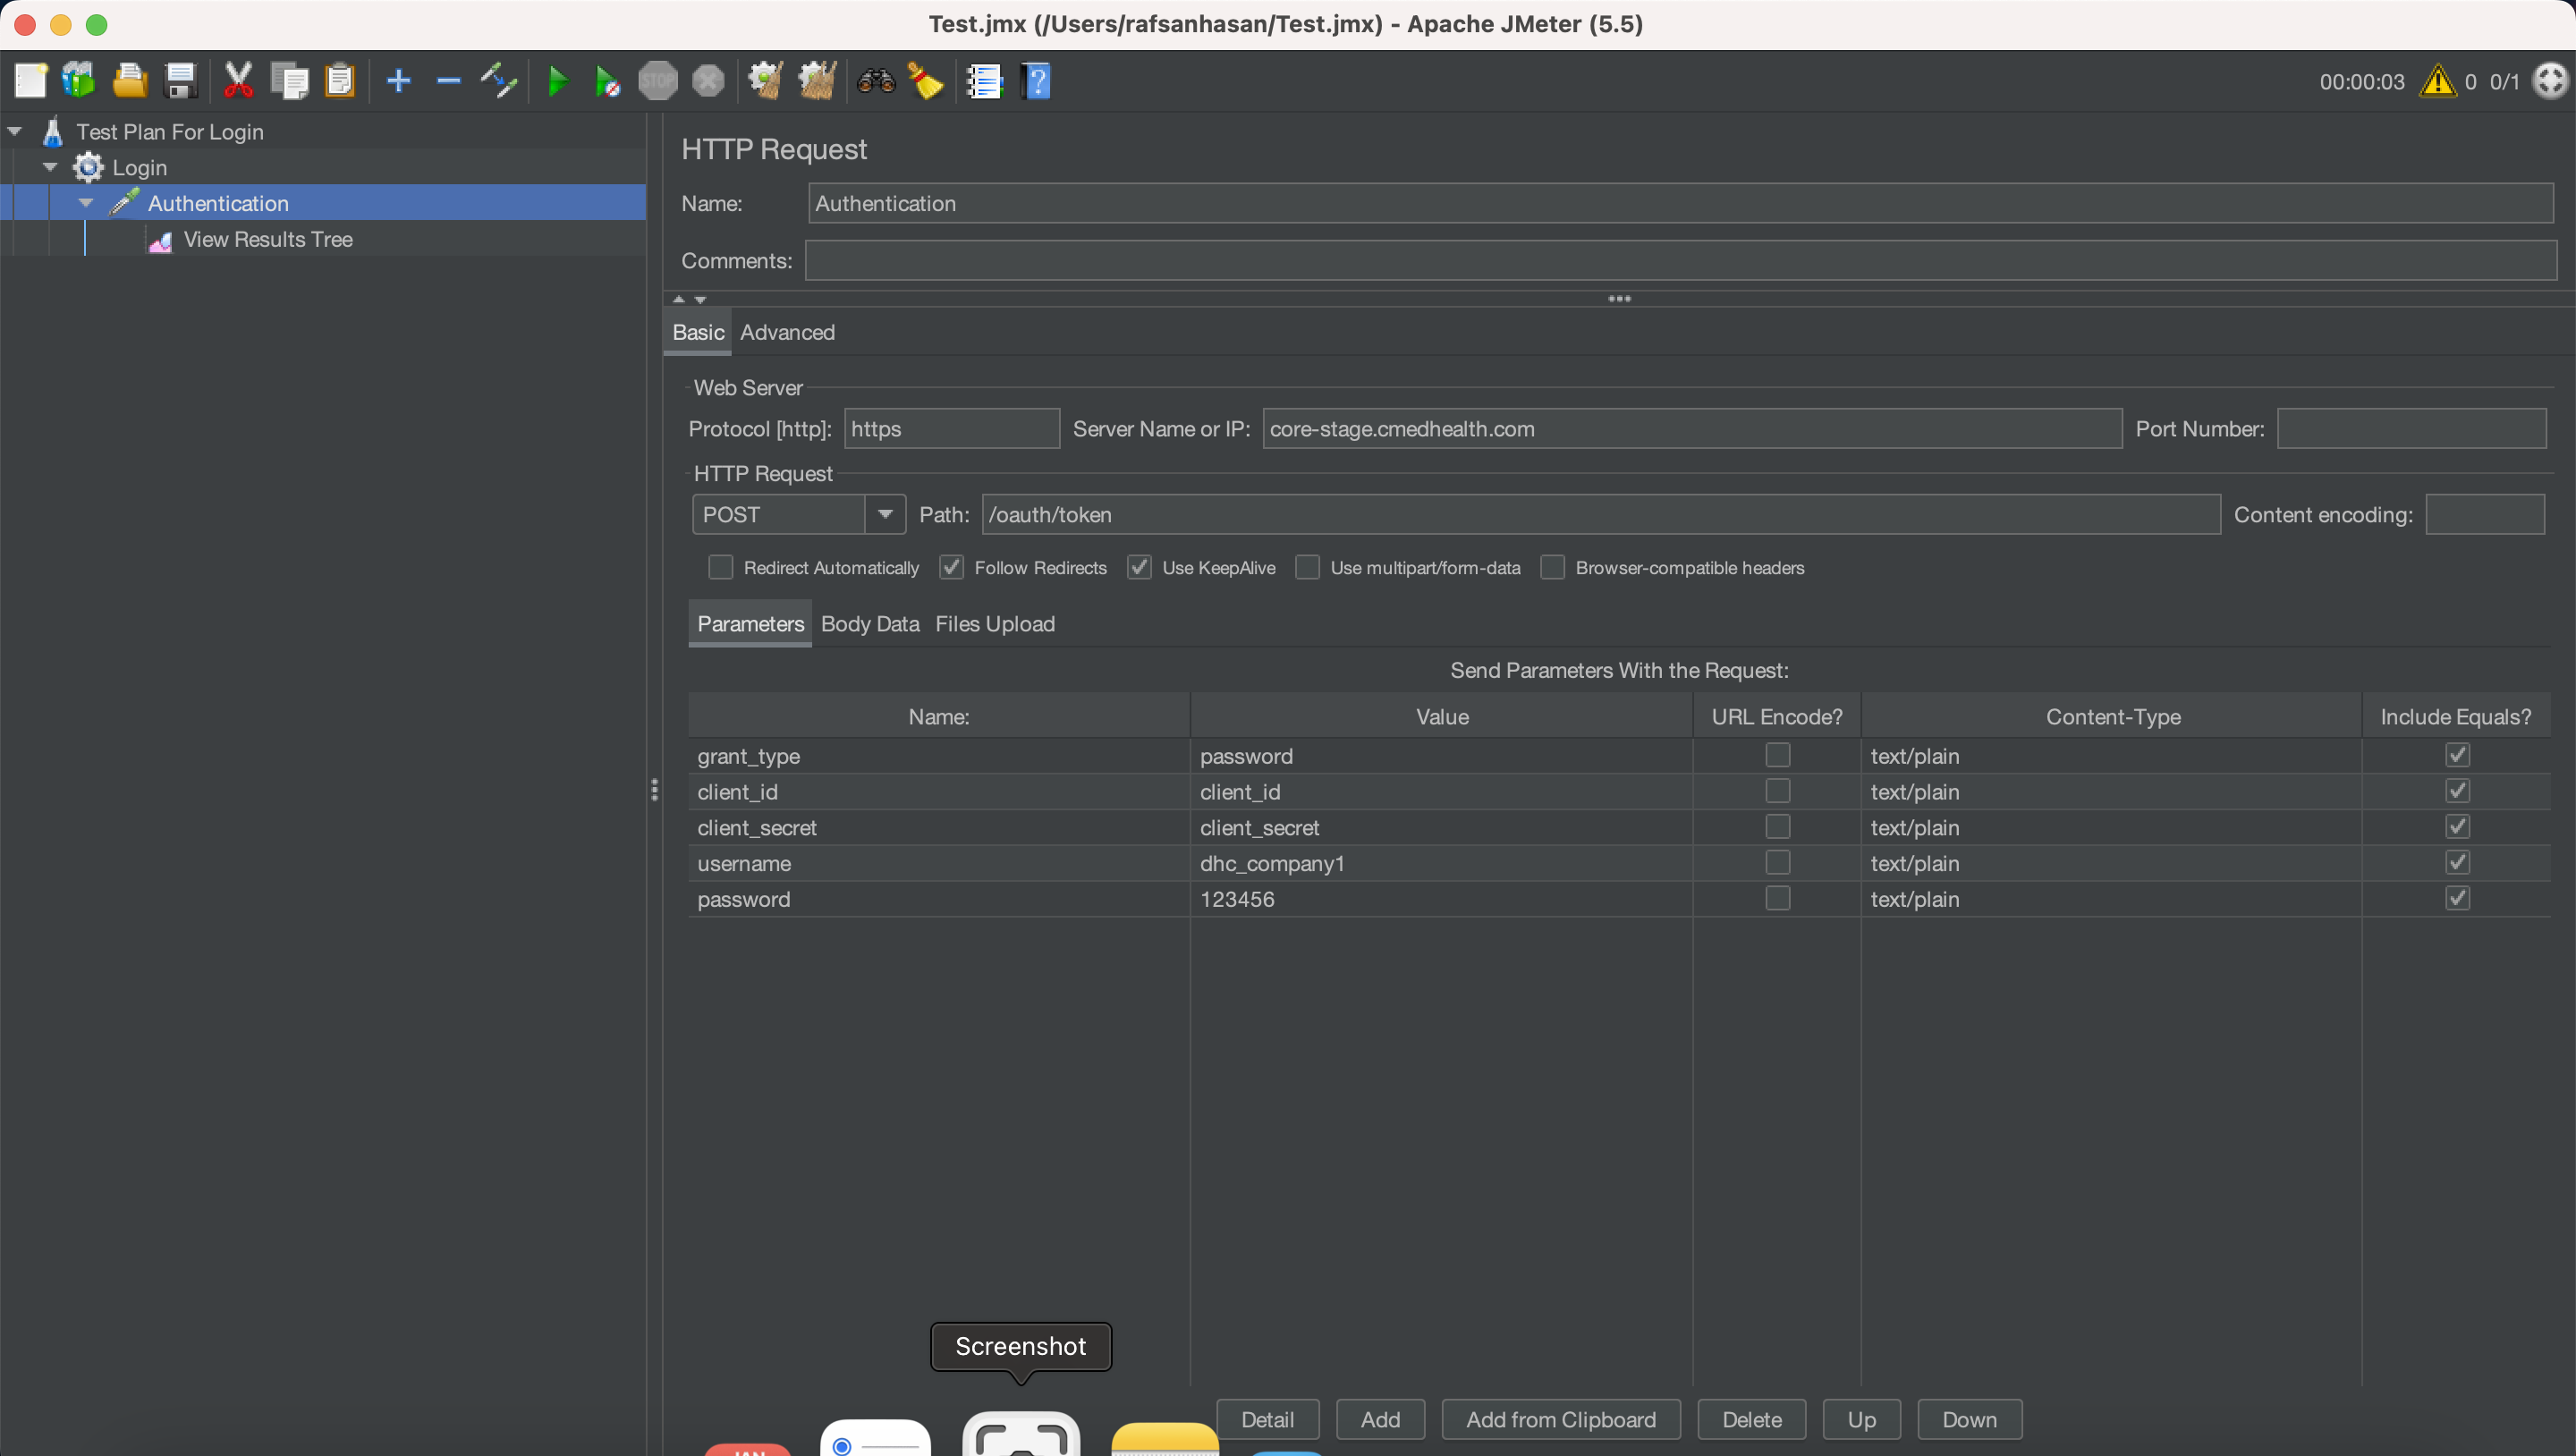 Test.jmx (/Users/rafsanhasan/Test.jmx) - Apache JMeter (5.5)
STOP
?
00:00:03 0 0/1
Test Plan For Login
Login
Authentication
View Results Tree
HTTP Request
Name: Authentication
Comments:
Basic Advanced
Web Server
Protocol [http]: https Server Name or IP: core-stage.cmedhealth.com Port Number:
HTTP Request
POST Path: /oauth/token Content encoding:
Redirect Automatically Follow Redirects Use KeepAlive Use multipart/form-data Browser-compatible headers
Parameters Body Data Files Upload
Send Parameters With the Request:
Name: Value URL Encode? Content-Type Include Equals?
grant_type password text/plain
client_id client_id text/plain
client_secret client_secret text/plain
username dhc_company1 text/plain
password 123456 text/plain
Screenshot
Detail Add Add from Clipboard Delete Up Down